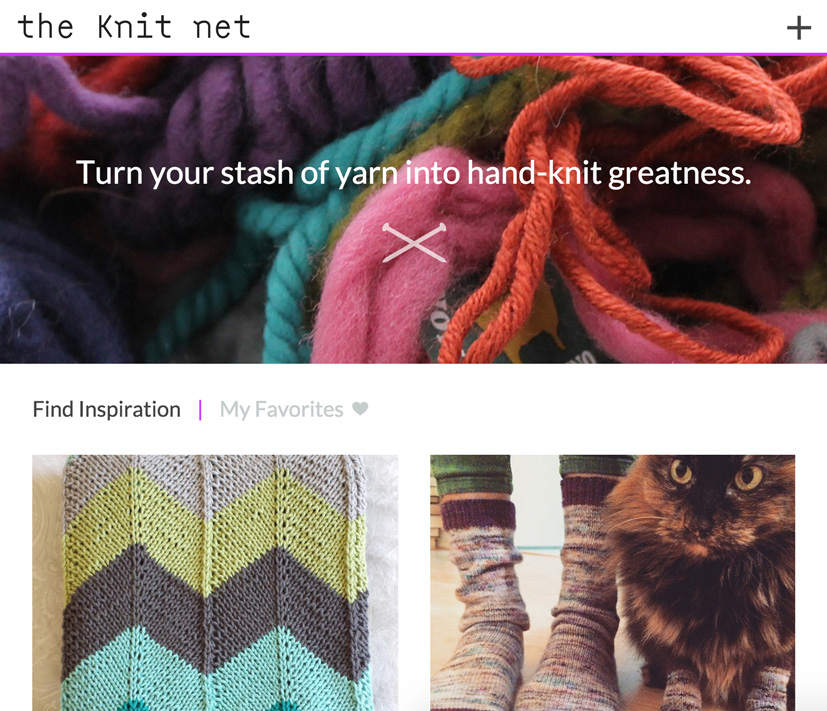 the Knit net
Turn your stash of yarn into hand-knit greatness.
Find Inspiration | My Favorites